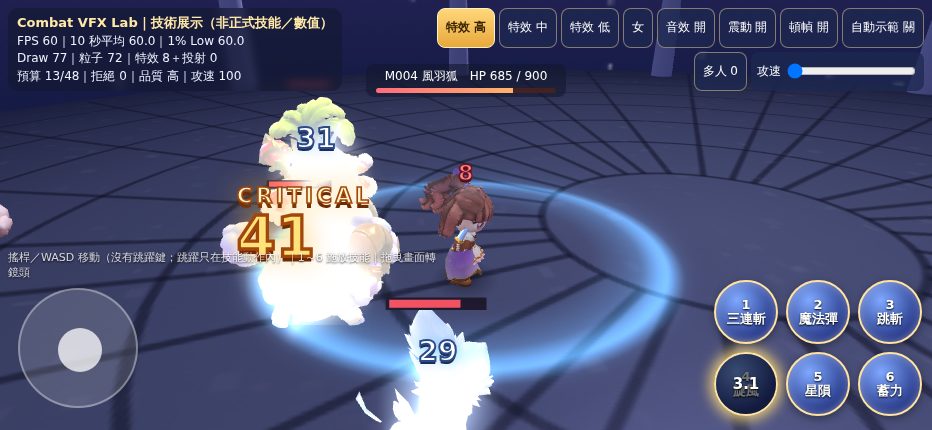 Combat VFX Lab｜技術展示（非正式技能／數值）
FPS 60｜10 秒平均 60.0｜1% Low 60.0
Draw 77｜粒子 72｜特效 8＋投射 0
預算 13/48｜拒絕 0｜品質 高｜攻速 100
特效 高
特效 中
特效 低
女
音效 開
震動 開
頓幀 開
自動示範 關
多人 0
攻速
M004 風羽狐 HP 685 / 900
31
8
CRITICAL
41
搖桿／WASD 移動（沒有跳躍鍵；跳躍只在技能動作內）｜1–6 施放技能｜拖曳畫面轉
鏡頭
29
1
三連斬
2
魔法彈
3
跳斬
4
旋風
3.1
5
星隕
6
蓄力